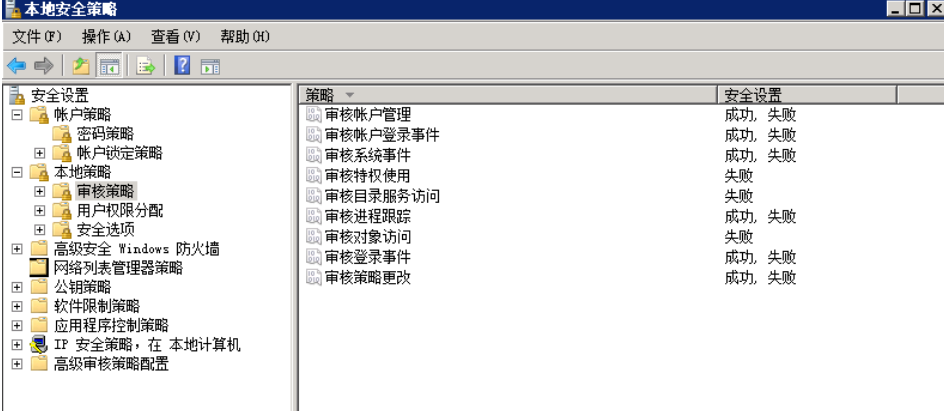 本地安全策略
文件(F) 操作(A) 查看(V) 帮助(H)
安全设置
帐户策略
密码策略
帐户锁定策略
本地策略
审核策略
用户权限分配
安全选项
高级安全 Windows 防火墙
网络列表管理器策略
公钥策略
软件限制策略
应用程序控制策略
IP 安全策略，在 本地计算机
高级审核策略配置
策略 安全设置
审核帐户管理 成功, 失败
审核帐户登录事件 成功, 失败
审核系统事件 成功, 失败
审核特权使用 失败
审核目录服务访问 失败
审核进程跟踪 成功, 失败
审核对象访问 失败
审核登录事件 成功, 失败
审核策略更改 成功, 失败